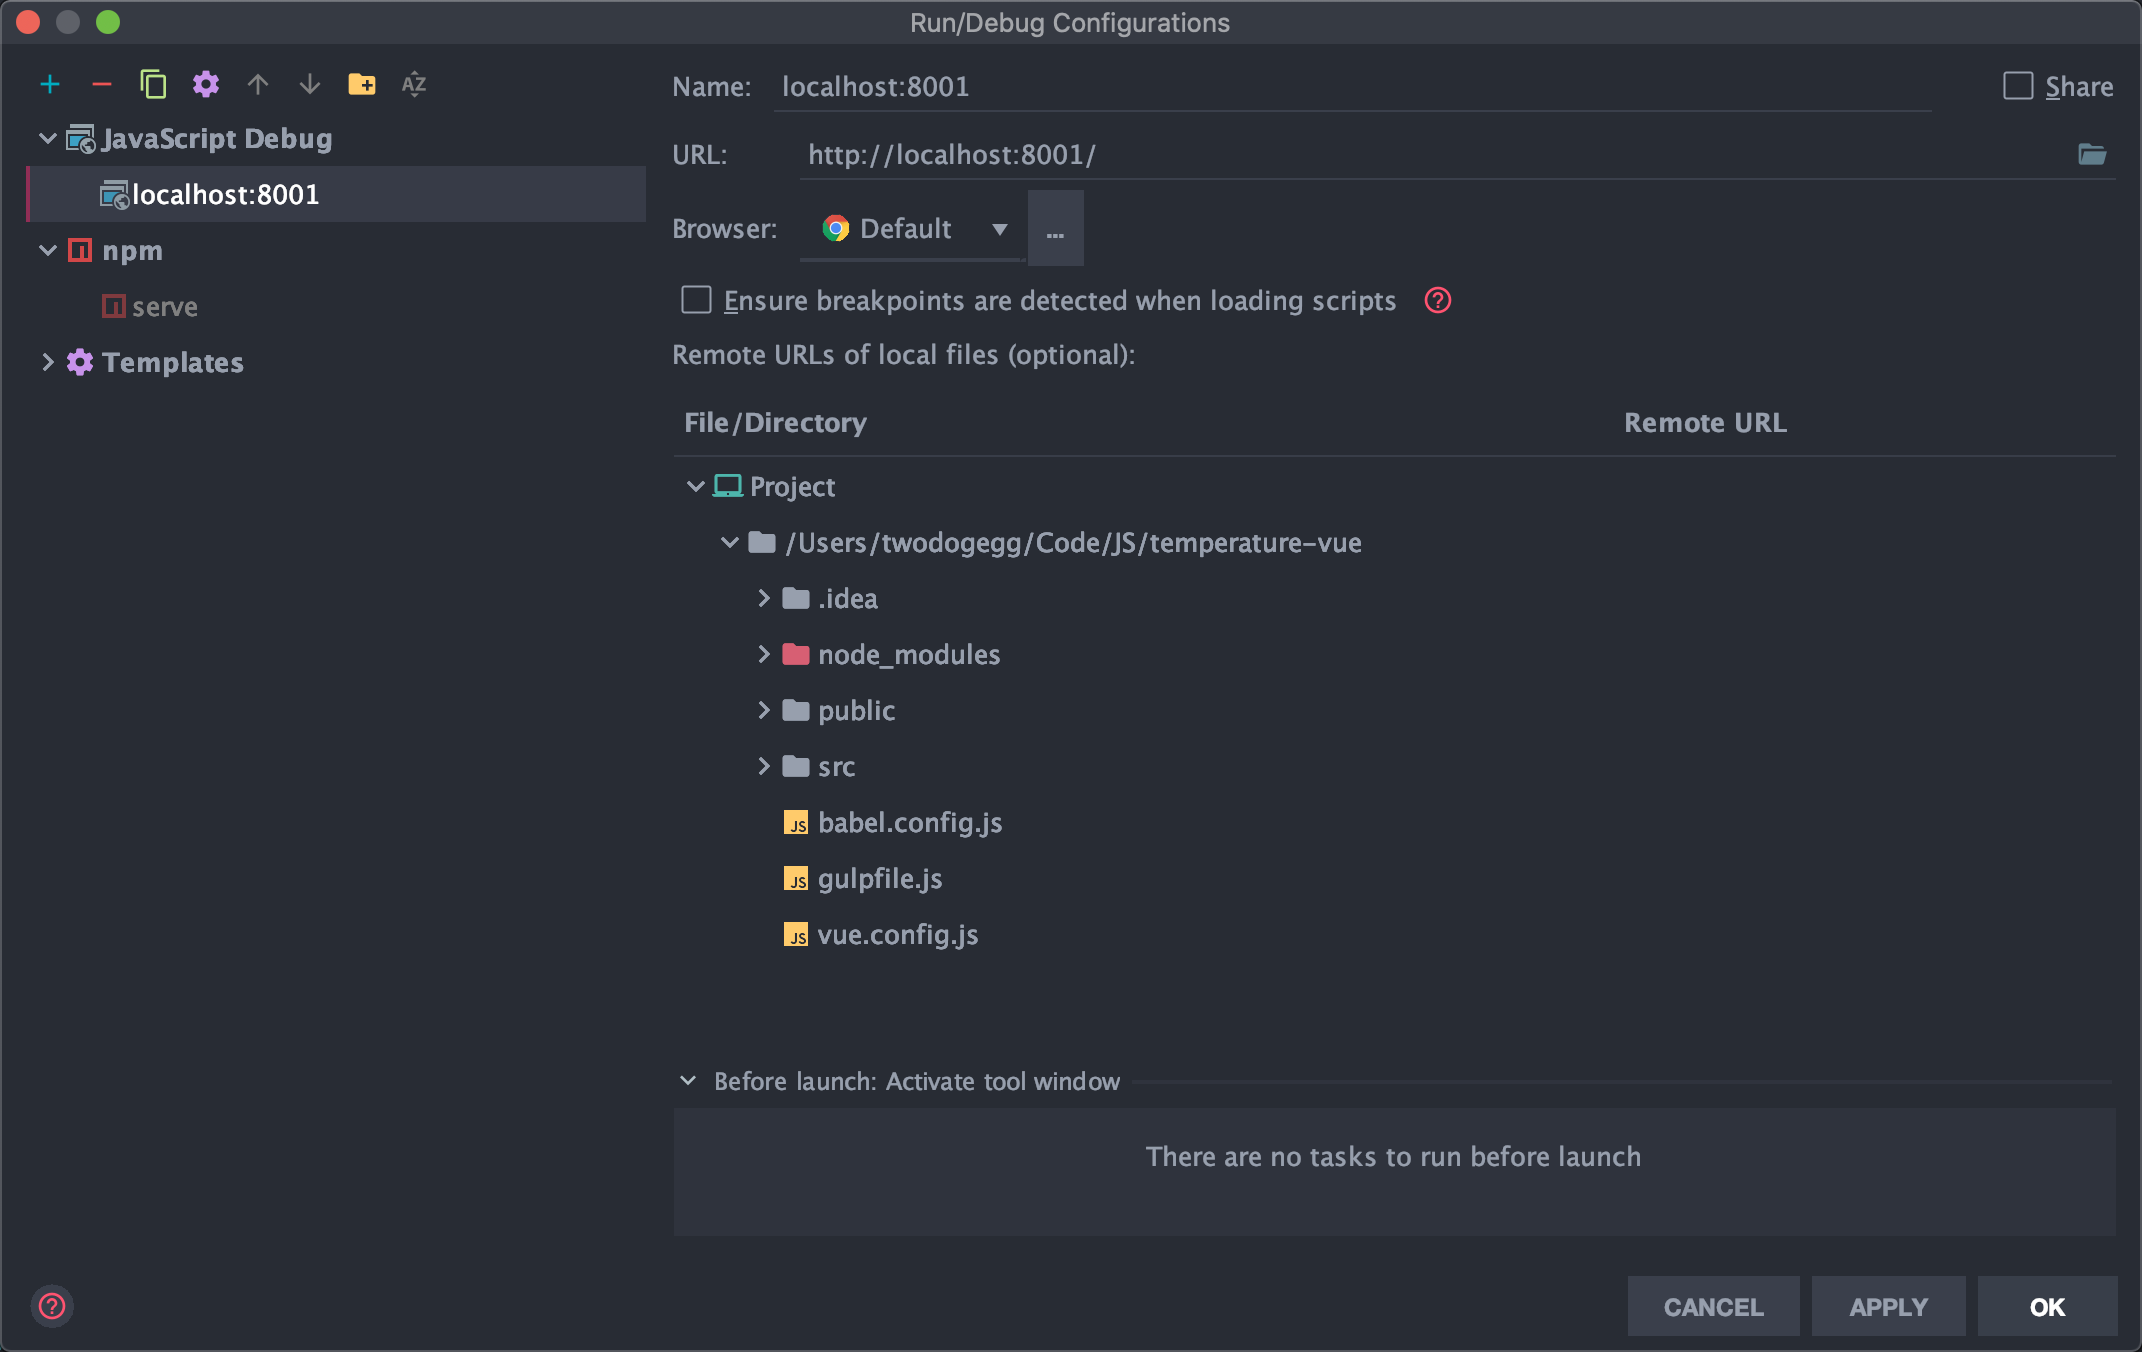 Run/Debug Configurations
AZ
JavaScript Debug
localhost:8001
npm
serve
Templates
Name: localhost:8001
Share
URL: http://localhost:8001/
Browser: Default
...
Ensure breakpoints are detected when loading scripts ?
Remote URLs of local files (optional):
File/Directory Remote URL
Project
/Users/twodogegg/Code/JS/temperature-vue
.idea
node_modules
public
src
JS babel.config.js
JS gulpfile.js
JS vue.config.js
Before launch: Activate tool window
There are no tasks to run before launch
?
CANCEL APPLY OK